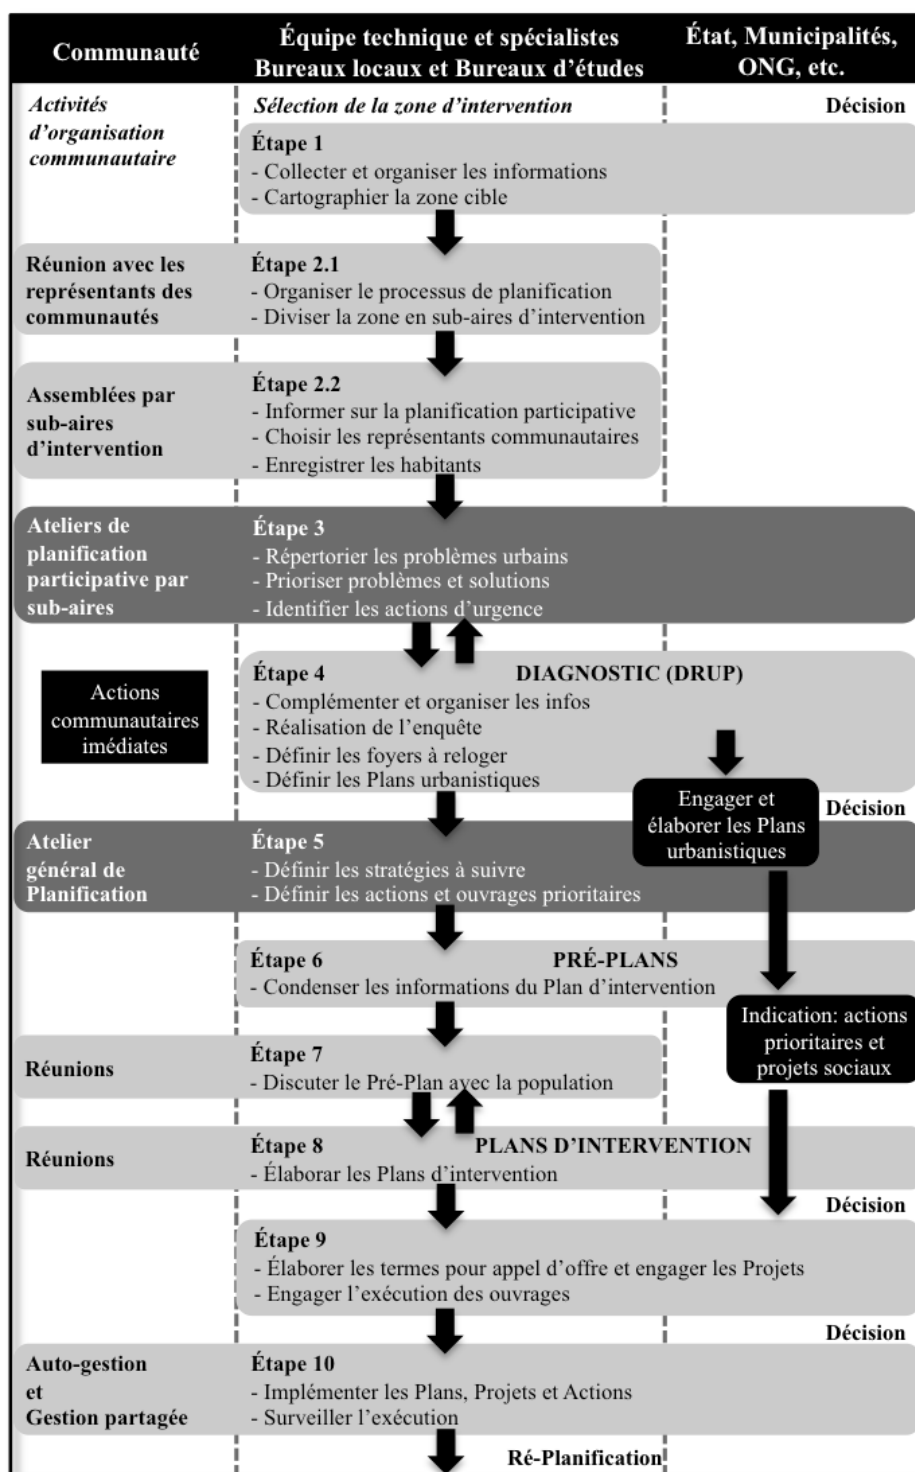 Communauté
Équipe technique et spécialistes
Bureaux locaux et Bureaux d'études
État, Municipalités,
ONG, etc.
Activités
d'organisation
communautaire
Sélection de la zone d'intervention
Décision
Étape 1
- Collecter et organiser les informations
- Cartographier la zone cible
Réunion avec les
représentants des
communautés
Étape 2.1
- Organiser le processus de planification
- Diviser la zone en sub-aires d'intervention
Assemblées par
sub-aires
d'intervention
Étape 2.2
- Informer sur la planification participative
- Choisir les représentants communautaires
- Enregistrer les habitants
Ateliers de
planification
participative par
sub-aires
Étape 3
- Répertorier les problèmes urbains
- Prioriser problèmes et solutions
- Identifier les actions d'urgence
Actions
communautaires
imédiates
Étape 4
DIAGNOSTIC (DRUP)
- Complémenter et organiser les infos
- Réalisation de l'enquête
- Définir les foyers à reloger
- Définir les Plans urbanistiques
Engager et
élaborer les Plans
urbanistiques
Décision
Atelier
général de
Planification
Étape 5
- Définir les stratégies à suivre
- Définir les actions et ouvrages prioritaires
Étape 6
PRÉ-PLANS
- Condenser les informations du Plan d'intervention
Indication: actions
prioritaires et
projets sociaux
Réunions
Étape 7
- Discuter le Pré-Plan avec la population
Réunions
Étape 8
PLANS D'INTERVENTION
- Élaborar les Plans d'intervention
Décision
Étape 9
- Élaborer les termes pour appel d'offre et engager les Projets
- Engager l'exécution des ouvrages
Décision
Auto-gestion
et
Gestion partagée
Étape 10
- Implémenter les Plans, Projets et Actions
- Surveiller l'exécution
Ré-Planification